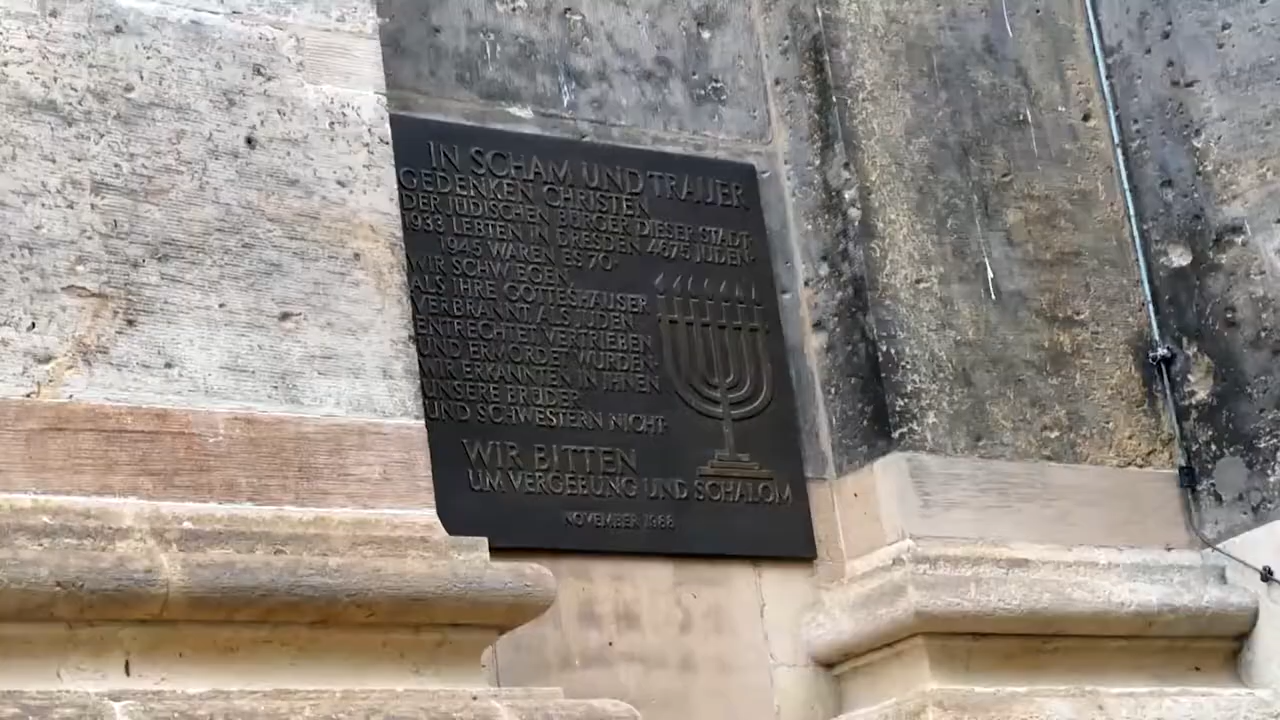 IN SCHAM UND TRAUER
GEDENKEN CHRISTEN
DER JÜDISCHEN BÜRGER DIESER STADT·
1933 LEBTEN IN DRESDEN 4675 JUDEN·
1945 WAREN ES 70·
WIR SCHWIEGEN,
ALS IHRE GOTTESHÄUSER
VERBRANNT, ALS JUDEN
ENTRECHTET, VERTRIEBEN
UND ERMORDET WURDEN·
WIR ERKANNTEN IN IHNEN
UNSERE BRÜDER
UND SCHWESTERN NICHT·
WIR BITTEN
UM VERGEBUNG UND SCHALOM
NOVEMBER 1988